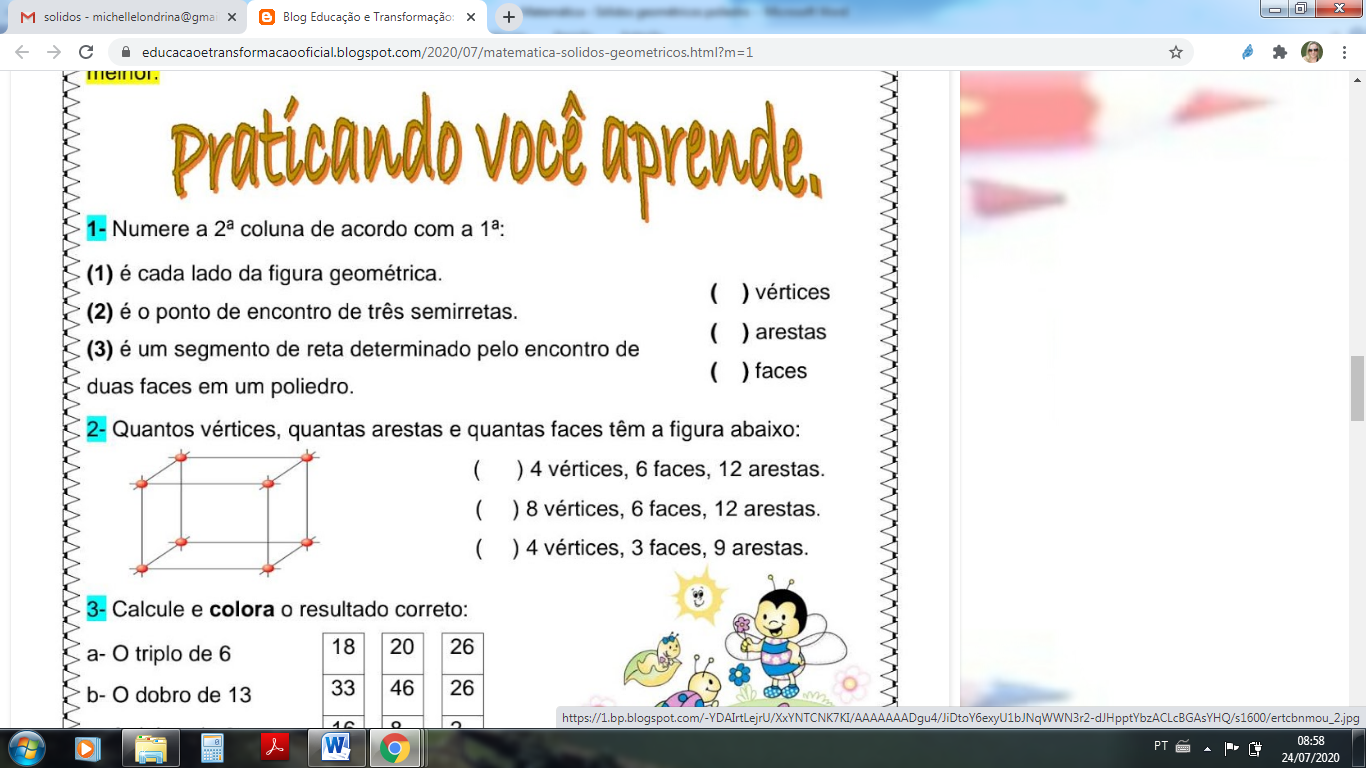 solidos - michellelondrina@gmai
Blog Educação e Transformação:
educacaoetransformacaooficial.blogspot.com/2020/07/matematica-solidos-geometricos.html?m=1
melhor.
Praticando você aprende.
1- Numere a 2ª coluna de acordo com a 1ª:
(1) é cada lado da figura geométrica.
(   ) vértices
(2) é o ponto de encontro de três semirretas.
(   ) arestas
(3) é um segmento de reta determinado pelo encontro de
(   ) faces
duas faces em um poliedro.
2- Quantos vértices, quantas arestas e quantas faces têm a figura abaixo:
(     ) 4 vértices, 6 faces, 12 arestas.
(     ) 8 vértices, 6 faces, 12 arestas.
(     ) 4 vértices, 3 faces, 9 arestas.
3- Calcule e colora o resultado correto:
a- O triplo de 6 18 20 26
b- O dobro de 13 33 46 26
16 8 2
https://1.bp.blogspot.com/-YDAIrtLejrU/XxYNTCNK7KI/AAAAAAADgu4/JiDtoY6exyU1bJNqWWN3r2-dJHpptYbzACLcBGAsYHQ/s1600/ertcbnmou_2.jpg
PT
08:58
24/07/2020